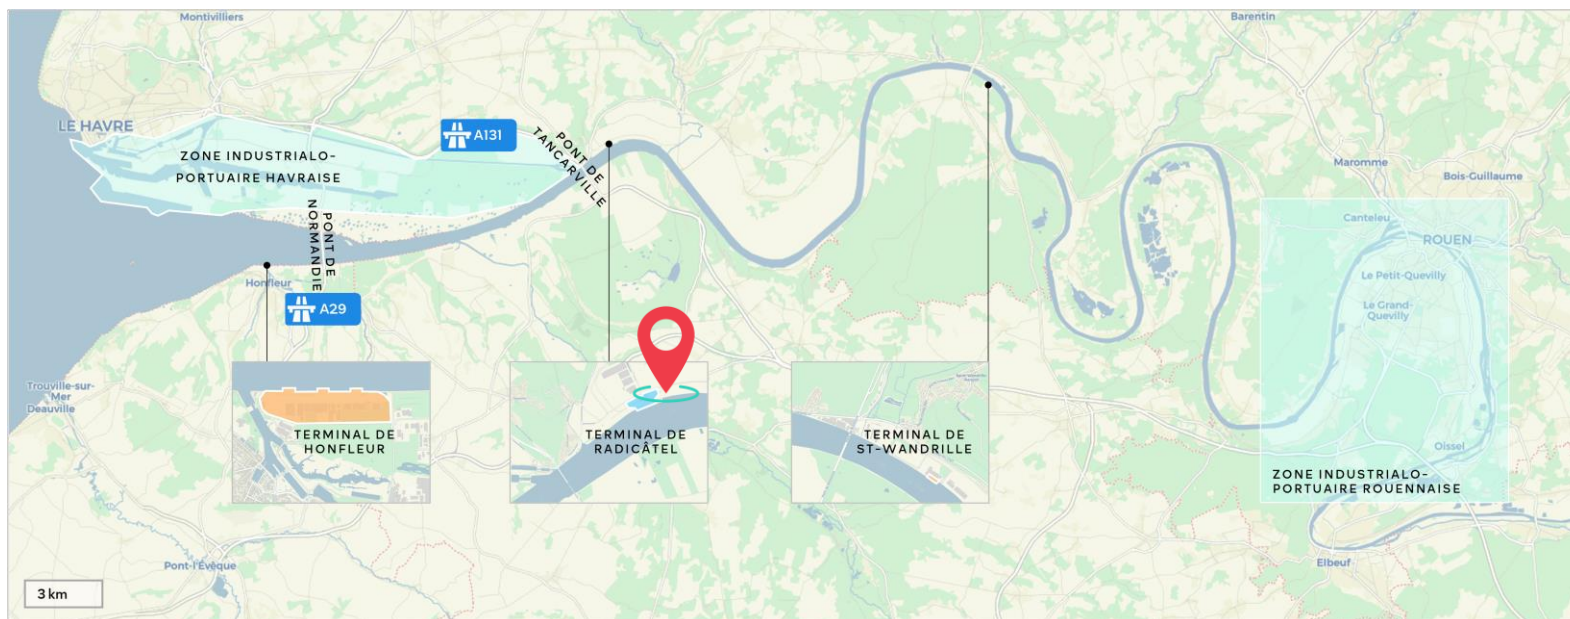 Montivilliers
Barentin
LE HAVRE
A131
PONT DE
TANCARVILLE
ZONE INDUSTRIALO-
PORTUAIRE HAVRAISE
Maromme
Bois-Guillaume
PONT DE
NORMANDIE
Canteleu
ROUEN
Honfleur
A29
Le Petit-Quevilly
Le Grand-
Quevilly
Trouville-sur-
Mer
Deauville
TERMINAL DE
HONFLEUR
TERMINAL DE
RADICÂTEL
TERMINAL DE
ST-WANDRILLE
Oissel
ZONE INDUSTRIALO-
PORTUAIRE ROUENNAISE
Pont-l'Évêque
Elbeuf
3 km